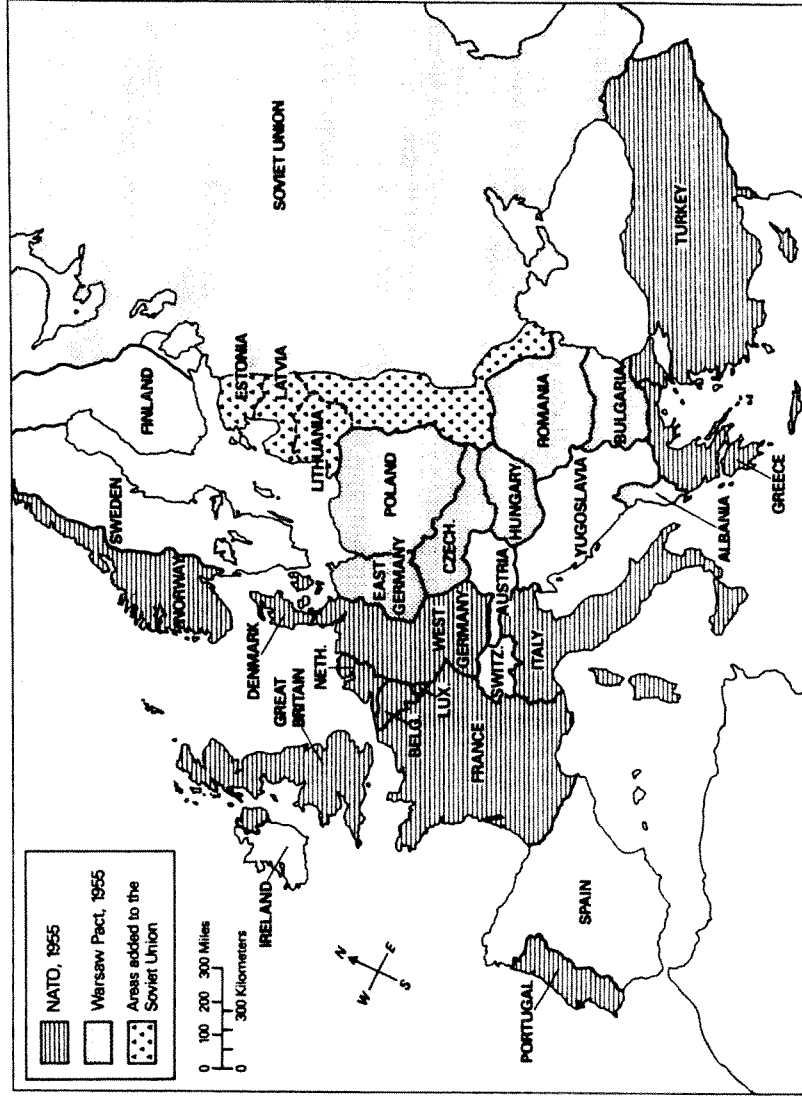 NATO, 1955
Warsaw Pact, 1955
Areas added to the
Soviet Union
0 100 200 300 Miles
0 300 Kilometers
N
W
E
S
NORWAY
SWEDEN
FINLAND
SOVIET UNION
ESTONIA
LATVIA
LITHUANIA
DENMARK
NETH.
GREAT
BRITAIN
IRELAND
EAST
GERMANY
POLAND
BELG.
LUX.
WEST
GERMANY
CZECH.
FRANCE
SWITZ.
AUSTRIA
HUNGARY
ROMANIA
ITALY
YUGOSLAVIA
BULGARIA
PORTUGAL
SPAIN
ALBANIA
GREECE
TURKEY